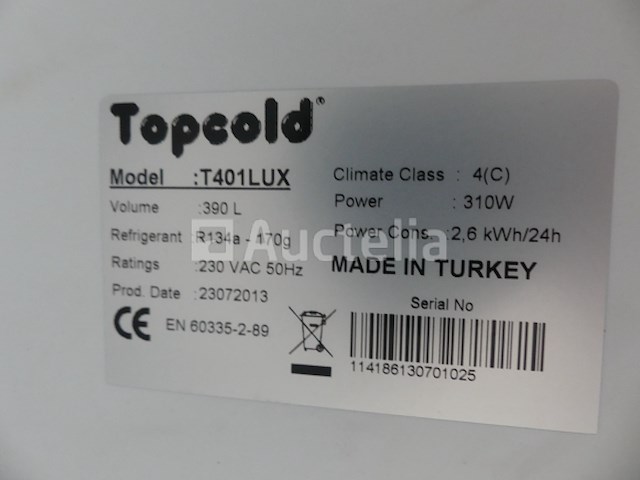 Topcold®
Model :T401LUX
Volume :390 L
Refrigerant :R134a - 170g
Ratings :230 VAC 50Hz
Prod. Date :23072013
CE EN 60335-2-89
Climate Class : 4(C)
Power : 310W
Power Cons. :2,6 kWh/24h
MADE IN TURKEY
Serial No
114186130701025
Auctelia